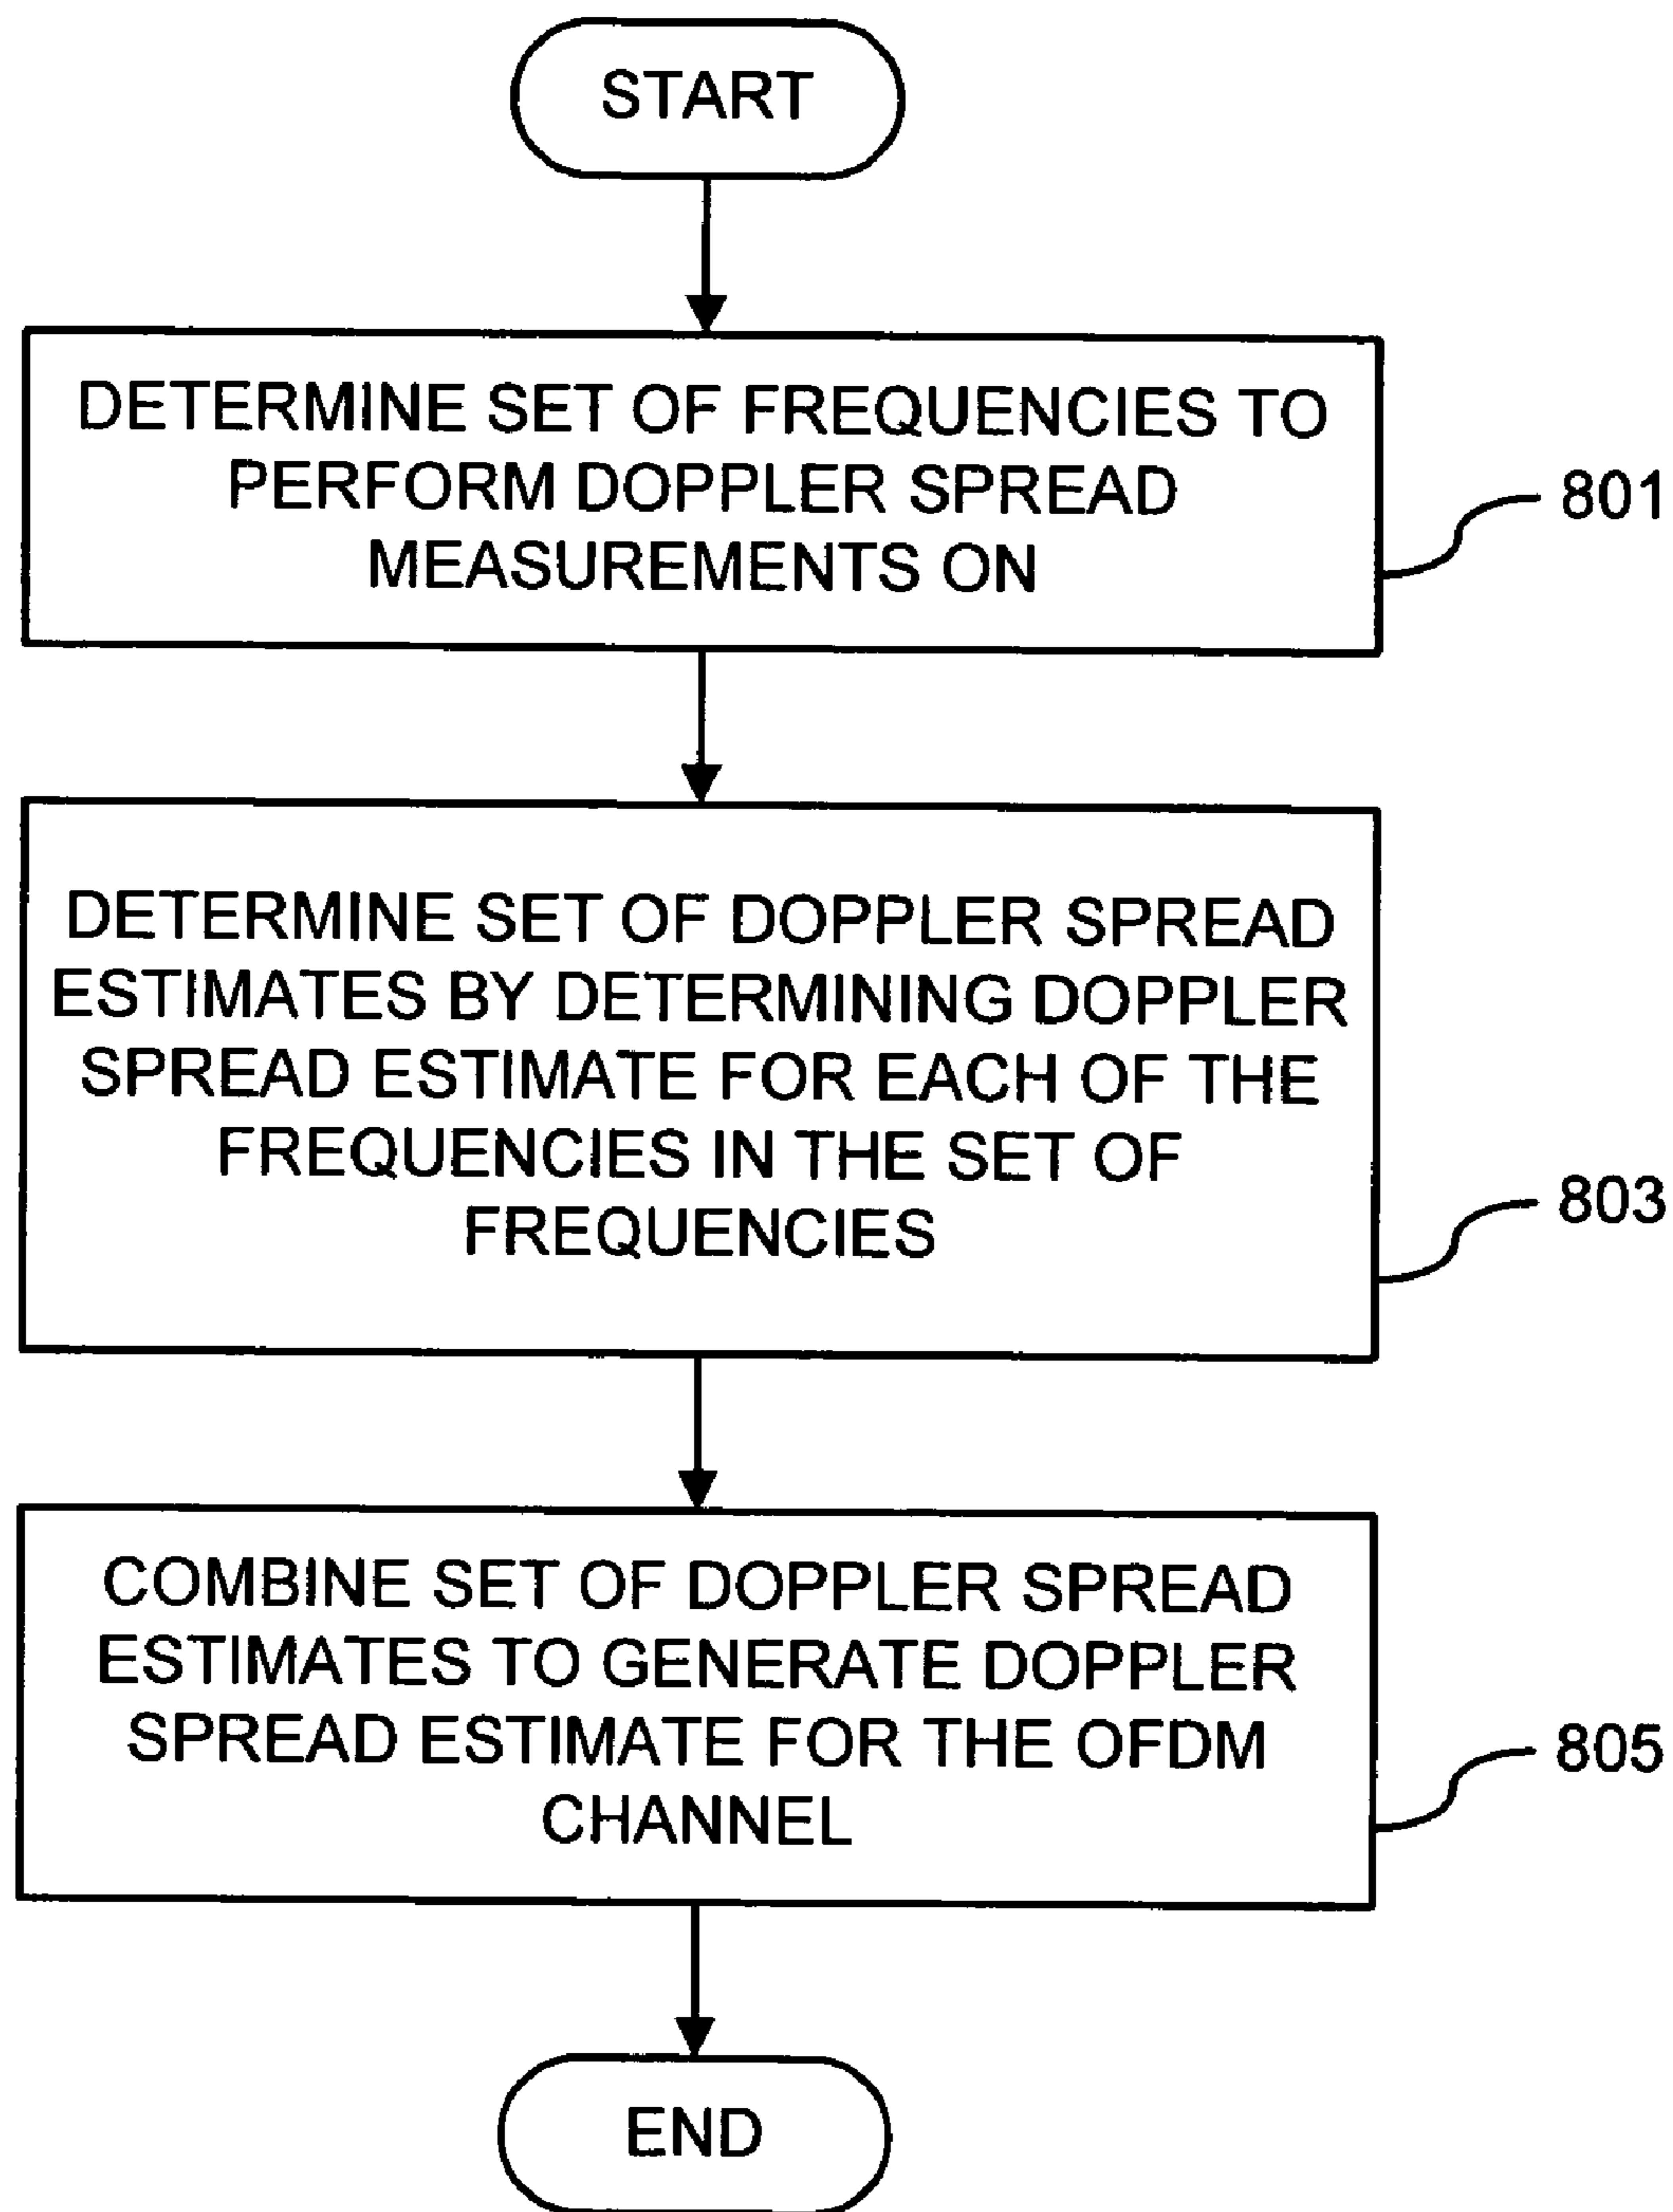 START
DETERMINE SET OF FREQUENCIES TO
PERFORM DOPPLER SPREAD
MEASUREMENTS ON
801
DETERMINE SET OF DOPPLER SPREAD
ESTIMATES BY DETERMINING DOPPLER
SPREAD ESTIMATE FOR EACH OF THE
FREQUENCIES IN THE SET OF
FREQUENCIES
803
COMBINE SET OF DOPPLER SPREAD
ESTIMATES TO GENERATE DOPPLER
SPREAD ESTIMATE FOR THE OFDM
CHANNEL
805
END